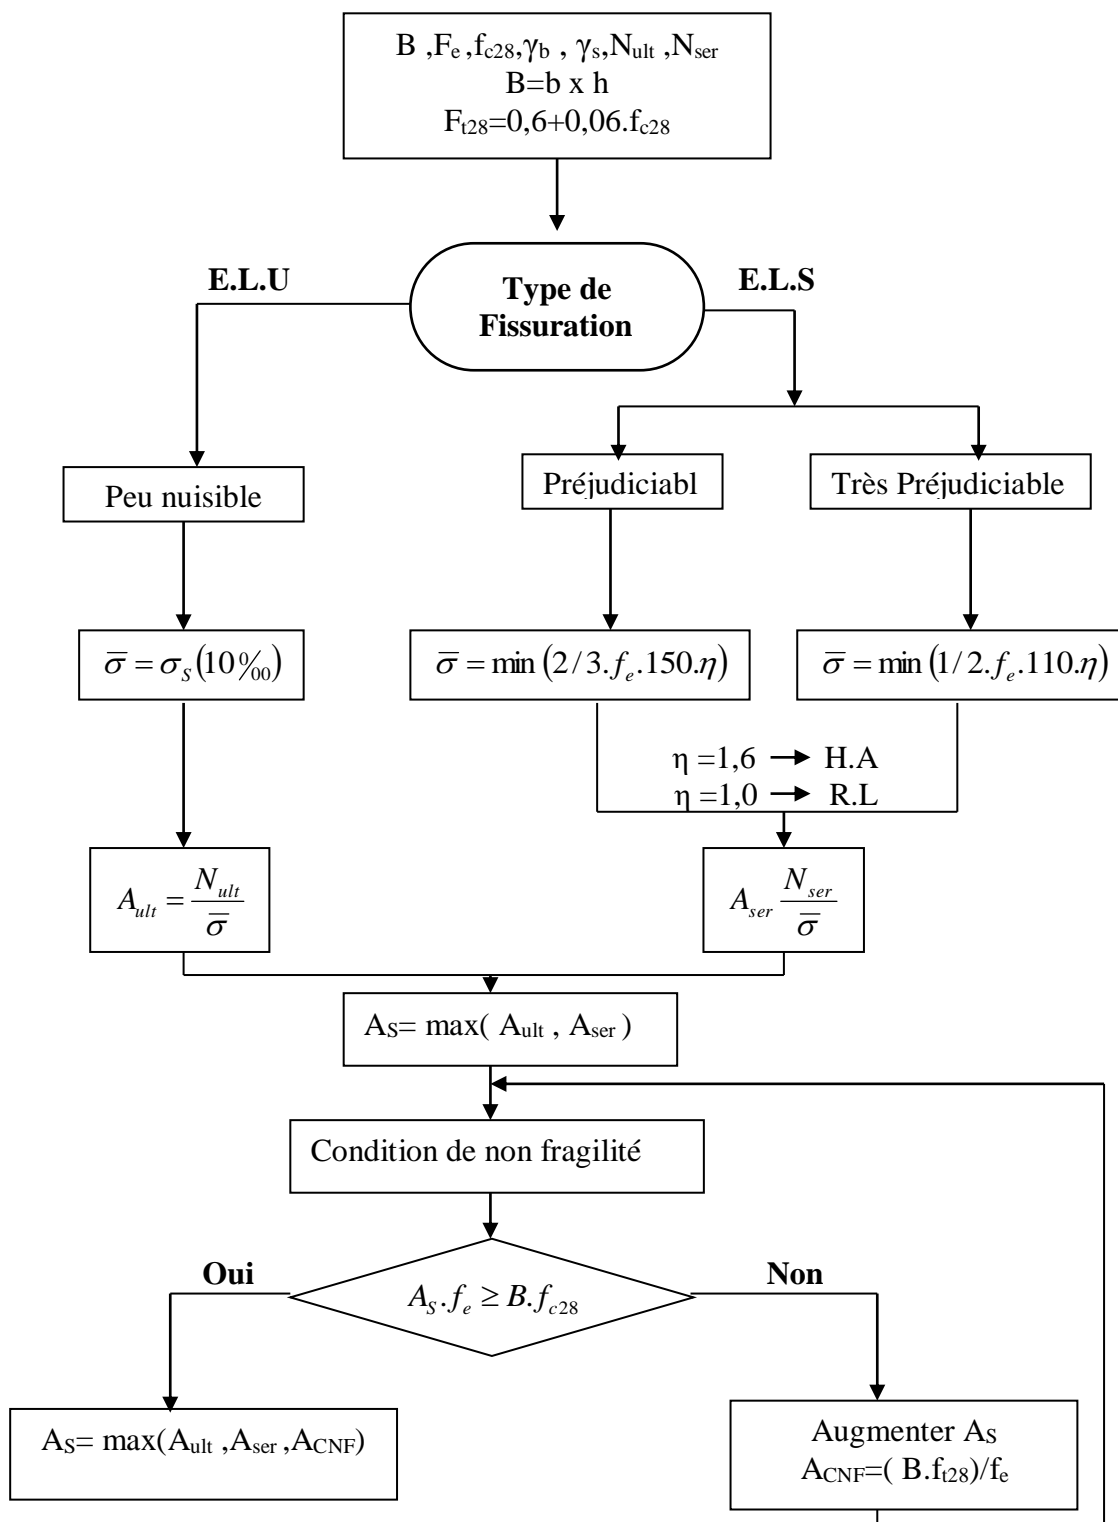 B ,Fe ,fc28,γb , γs,Nult ,Nser
B=b x h
Ft28=0,6+0,06.fc28
E.L.U
Type de
Fissuration
E.L.S
Peu nuisible
Préjudiciabl
Très Préjudiciable
σ̅ = σS(10‰0)
σ̅ = min (2/3.fe.150.η)
σ̅ = min (1/2.fe.110.η)
η =1,6 → H.A
η =1,0 → R.L
Ault = Nult / σ̅
Aser Nser / σ̅
AS= max( Ault , Aser )
Condition de non fragilité
Oui
AS.fe ≥ B.fc28
Non
AS= max(Ault ,Aser ,ACNF)
Augmenter AS
ACNF=( B.ft28)/fe